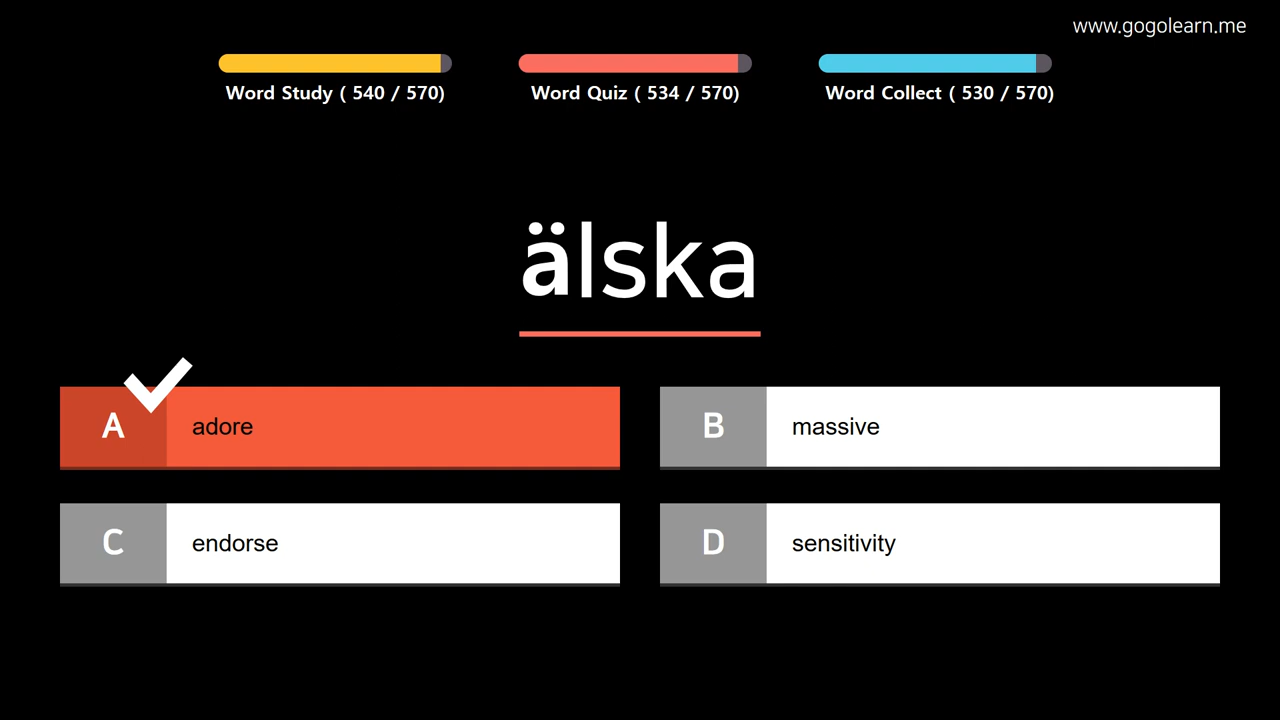 www.gogolearn.me
Word Study ( 540 / 570)
Word Quiz ( 534 / 570)
Word Collect ( 530 / 570)
älska
A adore
B massive
C endorse
D sensitivity